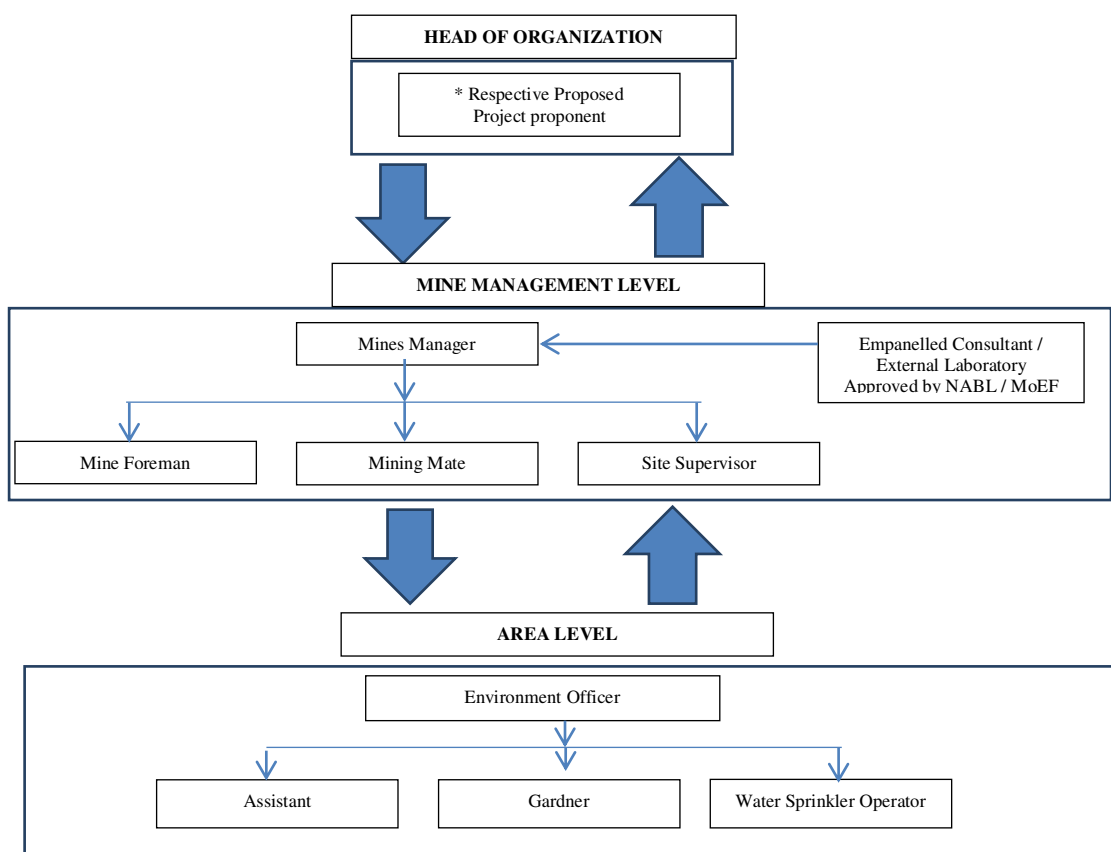 HEAD OF ORGANIZATION
* Respective Proposed
Project proponent
MINE MANAGEMENT LEVEL
Mines Manager
Empanelled Consultant /
External Laboratory
Approved by NABL / MoEF
Mine Foreman
Mining Mate
Site Supervisor
AREA LEVEL
Environment Officer
Assistant
Gardner
Water Sprinkler Operator